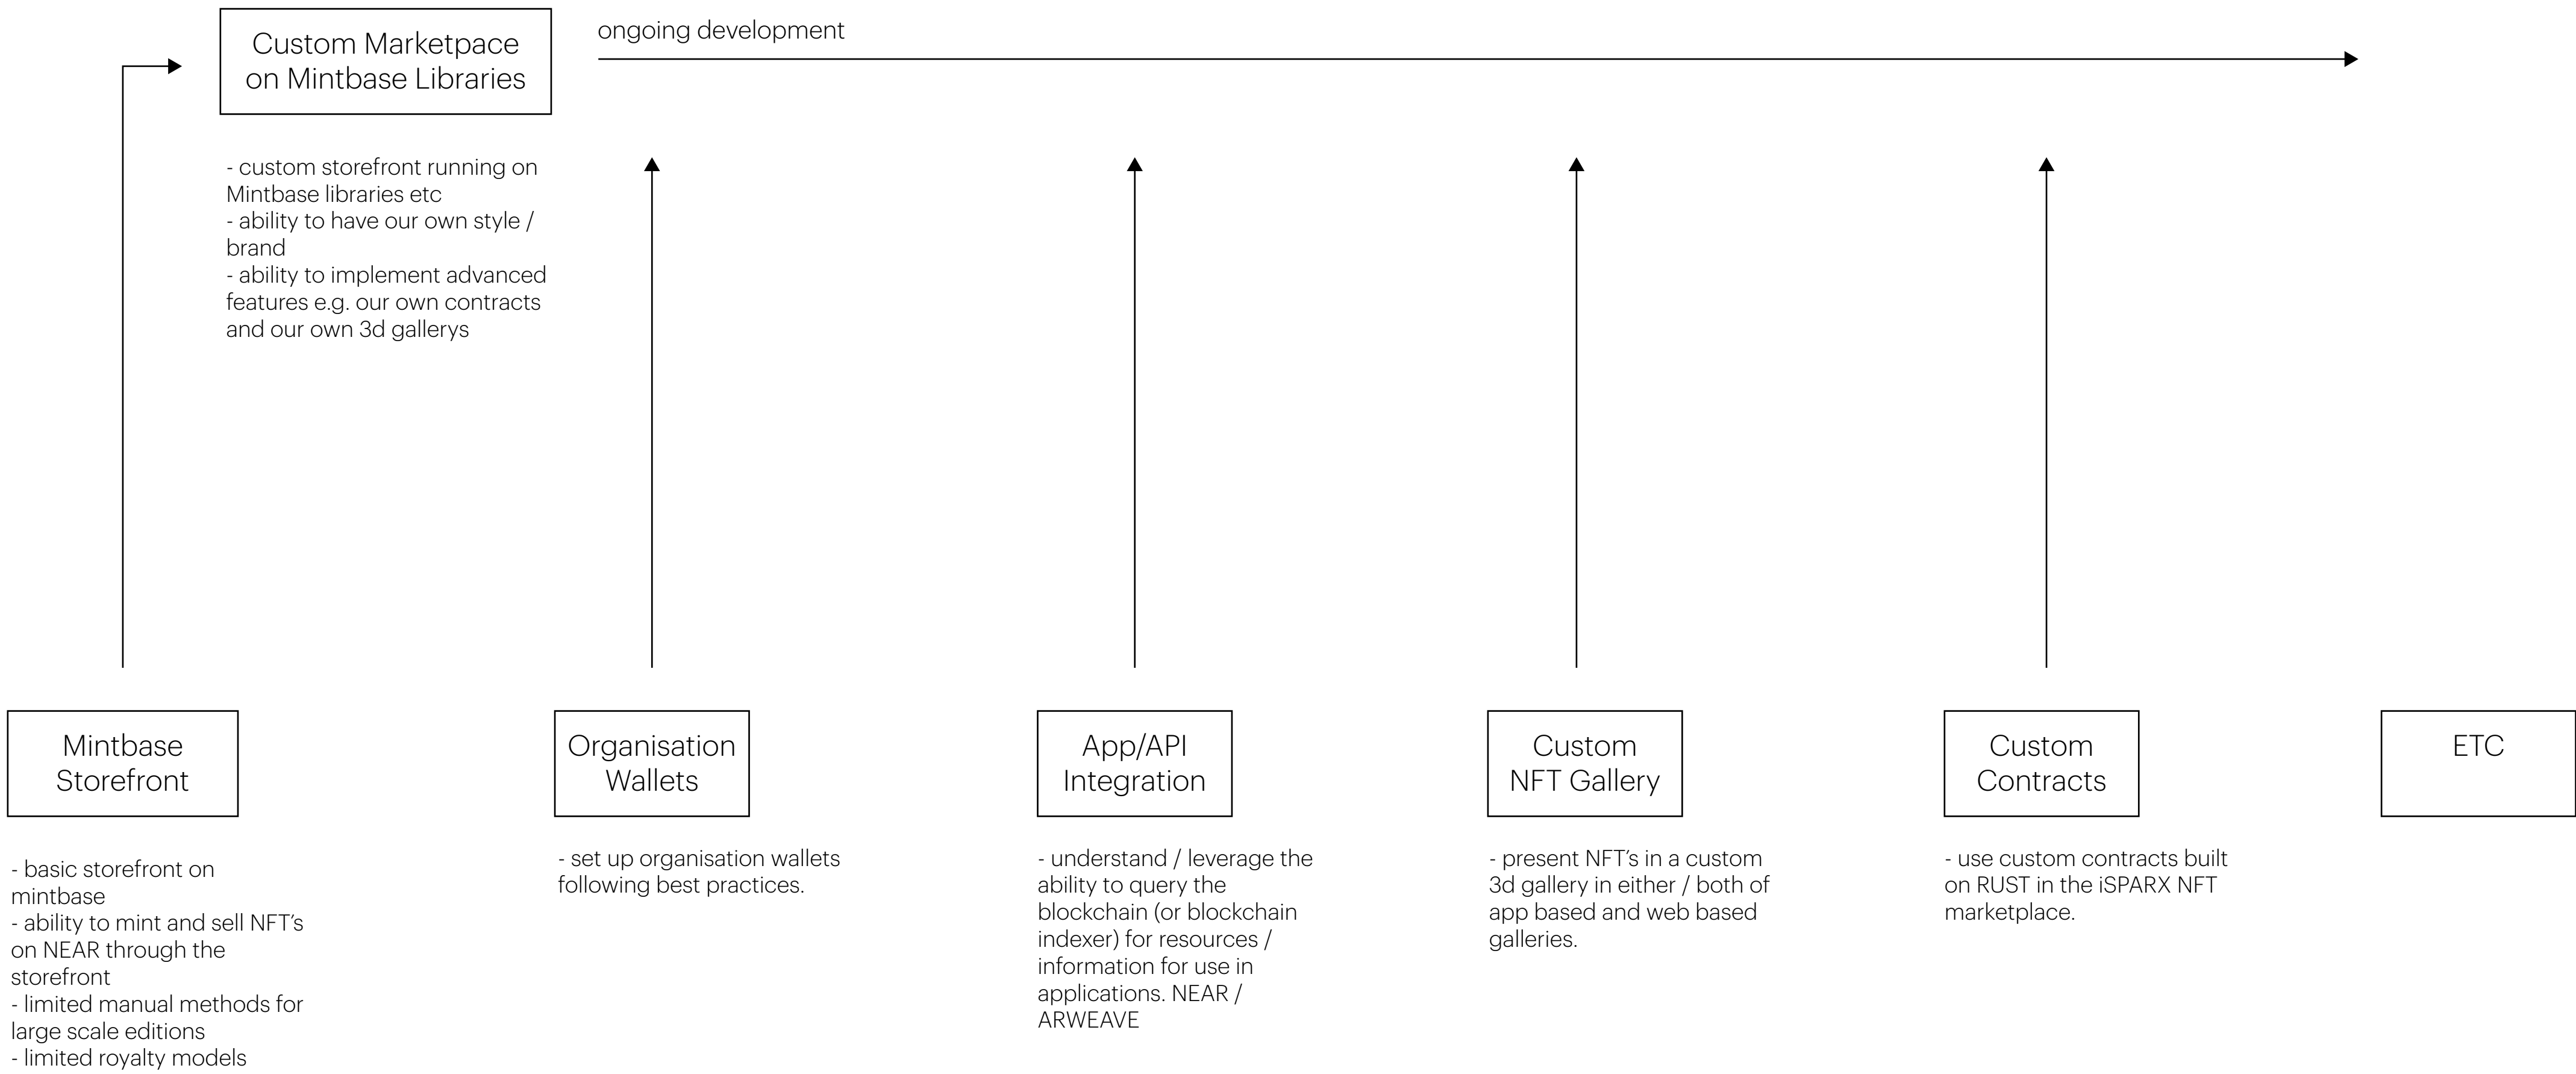 Custom Marketpace
on Mintbase Libraries
ongoing development
- custom storefront running on
Mintbase libraries etc
- ability to have our own style /
brand
- ability to implement advanced
features e.g. our own contracts
and our own 3d gallerys
Mintbase
Storefront
- basic storefront on
mintbase
- ability to mint and sell NFT’s
on NEAR through the
storefront
- limited manual methods for
large scale editions
- limited royalty models
Organisation
Wallets
- set up organisation wallets
following best practices.
App/API
Integration
- understand / leverage the
ability to query the
blockchain (or blockchain
indexer) for resources /
information for use in
applications. NEAR /
ARWEAVE
Custom
NFT Gallery
- present NFT’s in a custom
3d gallery in either / both of
app based and web based
galleries.
Custom
Contracts
- use custom contracts built
on RUST in the iSPARX NFT
marketplace.
ETC